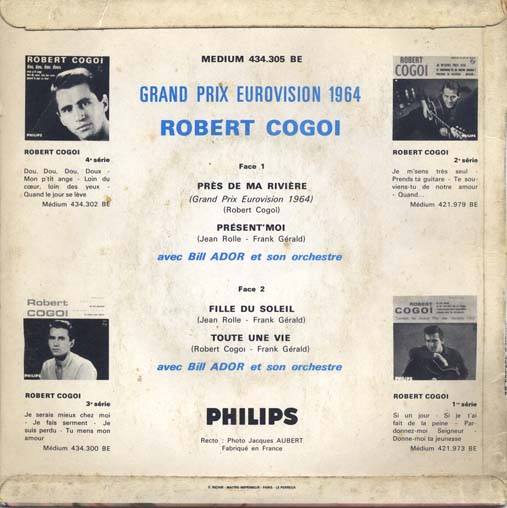 MEDIUM 434.305 BE
GRAND PRIX EUROVISION 1964
ROBERT COGOI
Face 1
PRÈS DE MA RIVIÈRE
(Grand Prix Eurovision 1964)
(Robert Cogoi)
PRÉSENT'MOI
(Jean Rolle - Frank Gérald)
avec Bill ADOR et son orchestre
Face 2
FILLE DU SOLEIL
(Jean Rolle - Frank Gérald)
TOUTE UNE VIE
(Robert Cogoi - Frank Gérald)
avec Bill ADOR et son orchestre
PHILIPS
Recto : Photo Jacques AUBERT
Fabriqué en France
ROBERT COGOI
PHILIPS
ROBERT COGOI
4e série
Dou, Dou, Dou, Doux -
Mon p'tit ange - Loin du
cœur, loin des yeux -
Quand le jour se lève
Médium 434.302 BE
ROBERT
COGOI
ROBERT COGOI
2e série
Je m'sens très seul -
Prends ta guitare - Te sou-
viens-tu de notre amour
- Quand...
Médium 421.979 BE
Robert
COGOI
ROBERT COGOI
3e série
Je serais mieux chez moi
- Je fais serment - Je
suis perdu - Tu mens mon
amour
Médium 434.300 BE
ROBERT
COGOI
ROBERT COGOI
1re série
Si un jour - Si je t'ai
fait de la peine - Par-
donnez-moi Seigneur -
Donne-moi ta jeunesse
Médium 421.973 BE